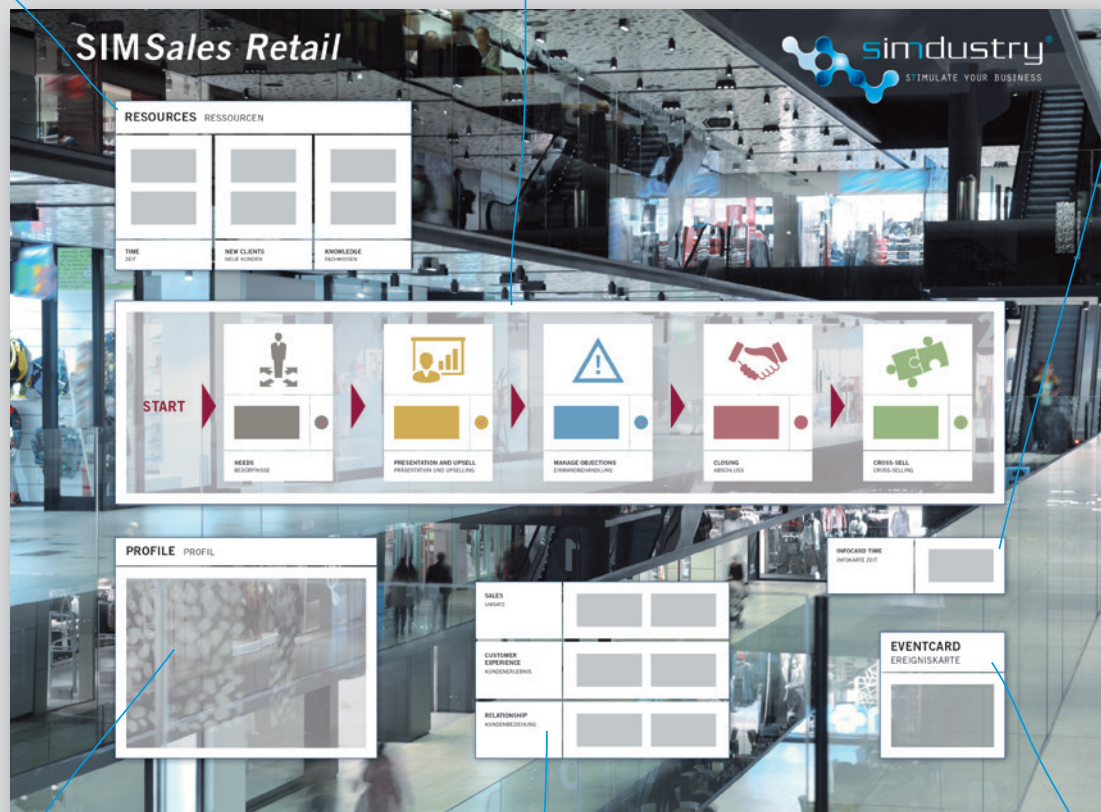 SIMSales Retail
simdustry®
STIMULATE YOUR BUSINESS
RESOURCES RESSOURCEN
TIME
ZEIT
NEW CLIENTS
NEUE KUNDEN
KNOWLEDGE
FACHWISSEN
START
NEEDS
BEDÜRFNISSE
PRESENTATION AND UPSELL
PRÄSENTATION UND UPSELLING
MANAGE OBJECTIONS
EINWANDBEHANDLUNG
CLOSING
ABSCHLUSS
CROSS-SELL
CROSS-SELLING
PROFILE PROFIL
INFOCARD TIME
INFOKARTE ZEIT
SALES
UMSATZ
CUSTOMER
EXPERIENCE
KUNDENERLEBNIS
RELATIONSHIP
KUNDENBEZIEHUNG
EVENTCARD
EREIGNISKARTE